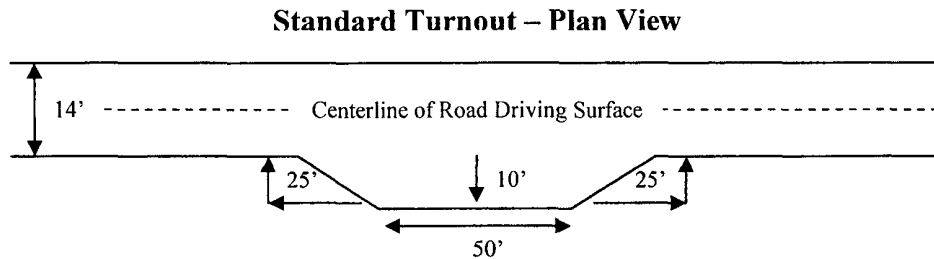 Standard Turnout – Plan View
14’
Centerline of Road Driving Surface
25’
10’
25’
50’